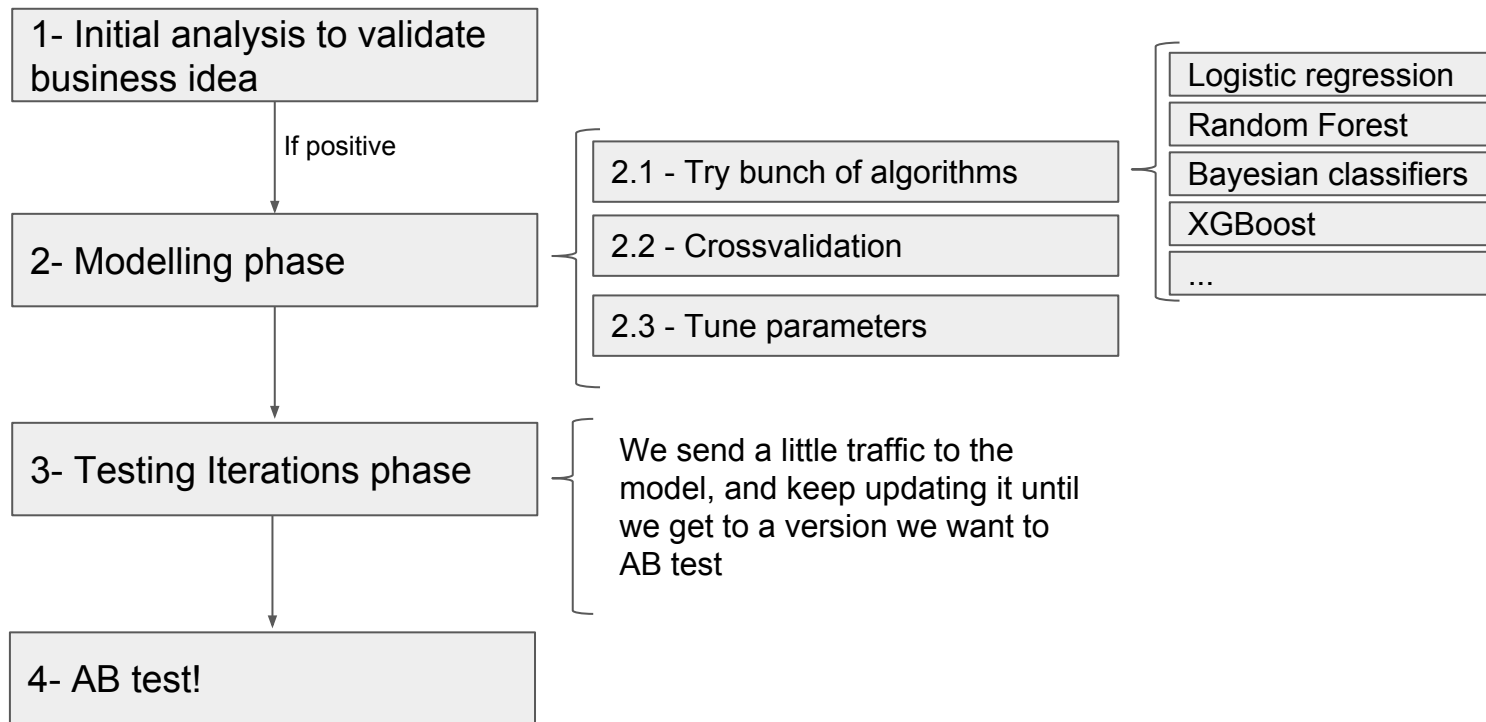 1- Initial analysis to validate
business idea
If positive
2- Modelling phase
2.1 - Try bunch of algorithms
2.2 - Crossvalidation
2.3 - Tune parameters
Logistic regression
Random Forest
Bayesian classifiers
XGBoost
...
3- Testing Iterations phase
We send a little traffic to the
model, and keep updating it until
we get to a version we want to
AB test
4- AB test!